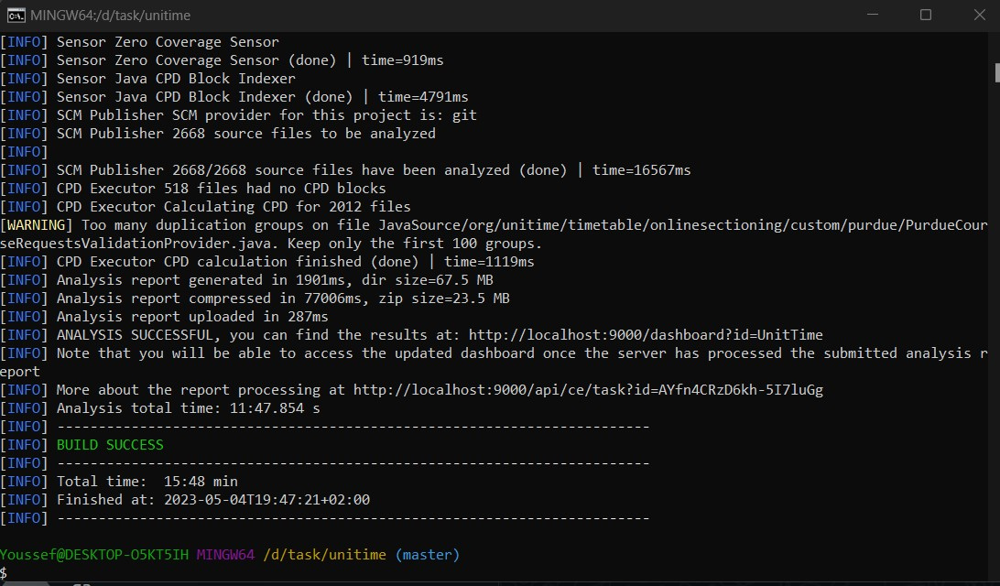 MINGW64:/d/task/unitime
[INFO] Sensor Zero Coverage Sensor
[INFO] Sensor Zero Coverage Sensor (done) | time=919ms
[INFO] Sensor Java CPD Block Indexer
[INFO] Sensor Java CPD Block Indexer (done) | time=4791ms
[INFO] SCM Publisher SCM provider for this project is: git
[INFO] SCM Publisher 2668 source files to be analyzed
[INFO]
[INFO] SCM Publisher 2668/2668 source files have been analyzed (done) | time=16567ms
[INFO] CPD Executor 518 files had no CPD blocks
[INFO] CPD Executor Calculating CPD for 2012 files
[WARNING] Too many duplication groups on file JavaSource/org/unitime/timetable/onlinesectioning/custom/purdue/PurdueCour
seRequestsValidationProvider.java. Keep only the first 100 groups.
[INFO] CPD Executor CPD calculation finished (done) | time=1119ms
[INFO] Analysis report generated in 1901ms, dir size=67.5 MB
[INFO] Analysis report compressed in 77006ms, zip size=23.5 MB
[INFO] Analysis report uploaded in 287ms
[INFO] ANALYSIS SUCCESSFUL, you can find the results at: http://localhost:9000/dashboard?id=UnitTime
[INFO] Note that you will be able to access the updated dashboard once the server has processed the submitted analysis r
eport
[INFO] More about the report processing at http://localhost:9000/api/ce/task?id=AYfn4CRzD6kh-5I7luGg
[INFO] Analysis total time: 11:47.854 s
[INFO] ------------------------------------------------------------------------
[INFO] BUILD SUCCESS
[INFO] ------------------------------------------------------------------------
[INFO] Total time:  15:48 min
[INFO] Finished at: 2023-05-04T19:47:21+02:00
[INFO] ------------------------------------------------------------------------
Youssef@DESKTOP-O5KT5IH MINGW64 /d/task/unitime (master)
$